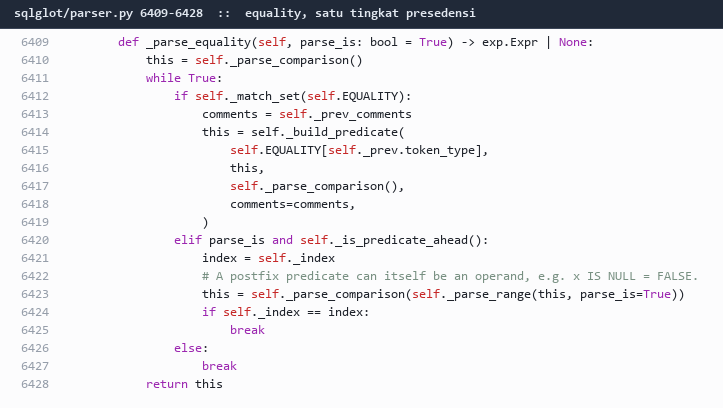 sqlglot/parser.py 6409-6428  ::  equality, satu tingkat presedensi
6409        def _parse_equality(self, parse_is: bool = True) -> exp.Expr | None:
6410            this = self._parse_comparison()
6411            while True:
6412                if self._match_set(self.EQUALITY):
6413                    comments = self._prev_comments
6414                    this = self._build_predicate(
6415                        self.EQUALITY[self._prev.token_type],
6416                        this,
6417                        self._parse_comparison(),
6418                        comments=comments,
6419                    )
6420                elif parse_is and self._is_predicate_ahead():
6421                    index = self._index
6422                    # A postfix predicate can itself be an operand, e.g. x IS NULL = FALSE.
6423                    this = self._parse_comparison(self._parse_range(this, parse_is=True))
6424                    if self._index == index:
6425                        break
6426                else:
6427                    break
6428            return this